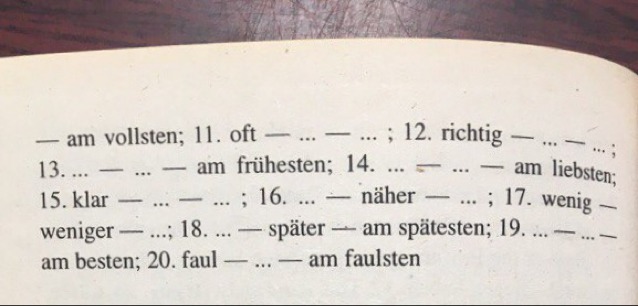 — am vollsten; 11. oft — ... — ... ; 12. richtig — ... — ... ;
13. ... — ... — am frühesten; 14. ... — ... — am liebsten;
15. klar — ... — ... ; 16. ... — näher — ... ; 17. wenig —
weniger — ...; 18. ... — später — am spätesten; 19. ... — ... —
am besten; 20. faul — ... — am faulsten